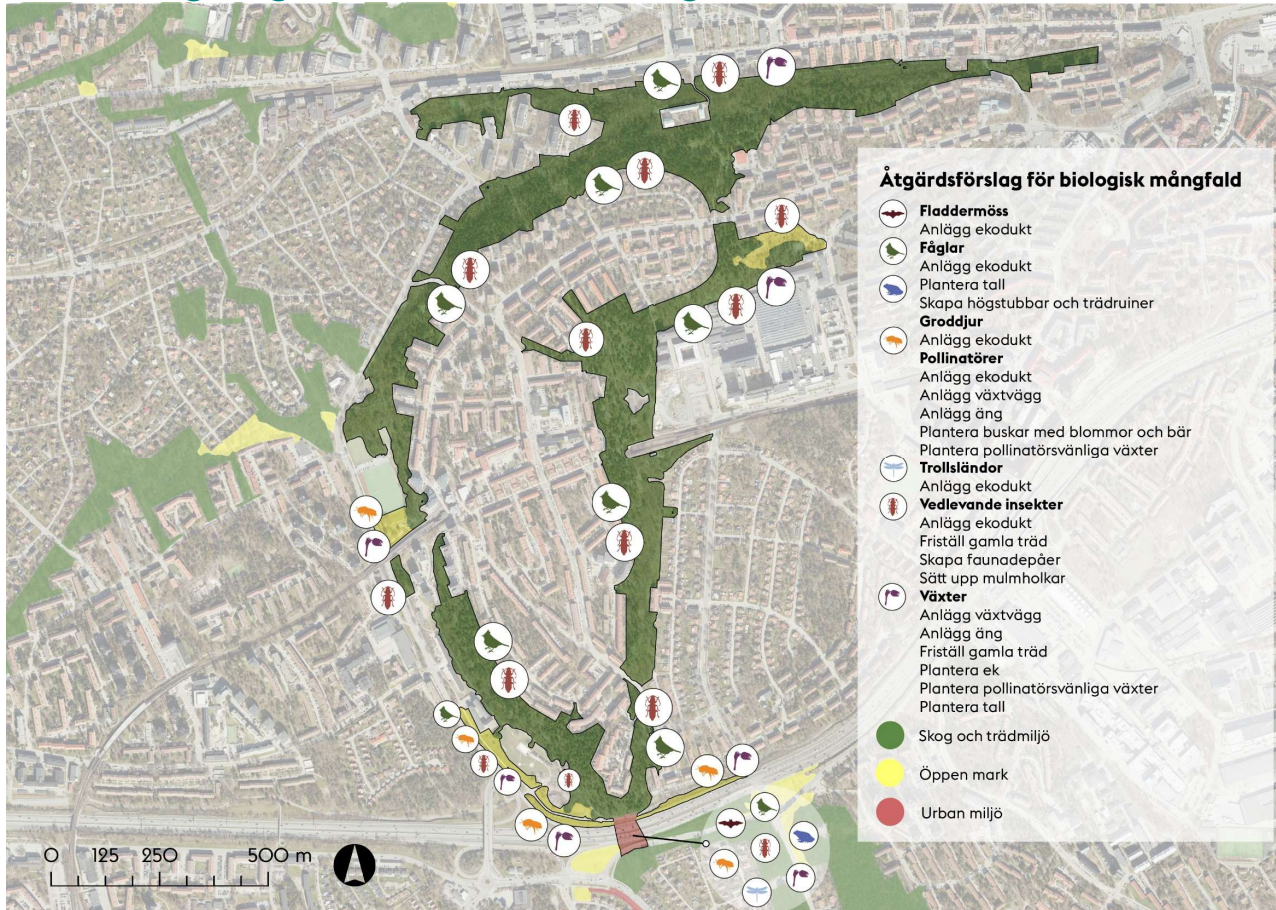 Åtgärdsförslag för biologisk mångfald
Fladdermöss
Anlägg ekodukt
Fåglar
Anlägg ekodukt
Plantera tall
Skapa högstubbar och trädruiner
Groddjur
Anlägg ekodukt
Pollinatörer
Anlägg ekodukt
Anlägg växtvägg
Anlägg äng
Plantera buskar med blommor och bär
Plantera pollinatörsvänliga växter
Trollsländor
Anlägg ekodukt
Vedlevande insekter
Anlägg ekodukt
Friställ gamla träd
Skapa faunadepåer
Sätt upp mulmholkar
Växter
Anlägg växtvägg
Anlägg äng
Friställ gamla träd
Plantera ek
Plantera pollinatörsvänliga växter
Plantera tall
Skog och trädmiljö
Öppen mark
Urban miljö
0 125 250 500 m